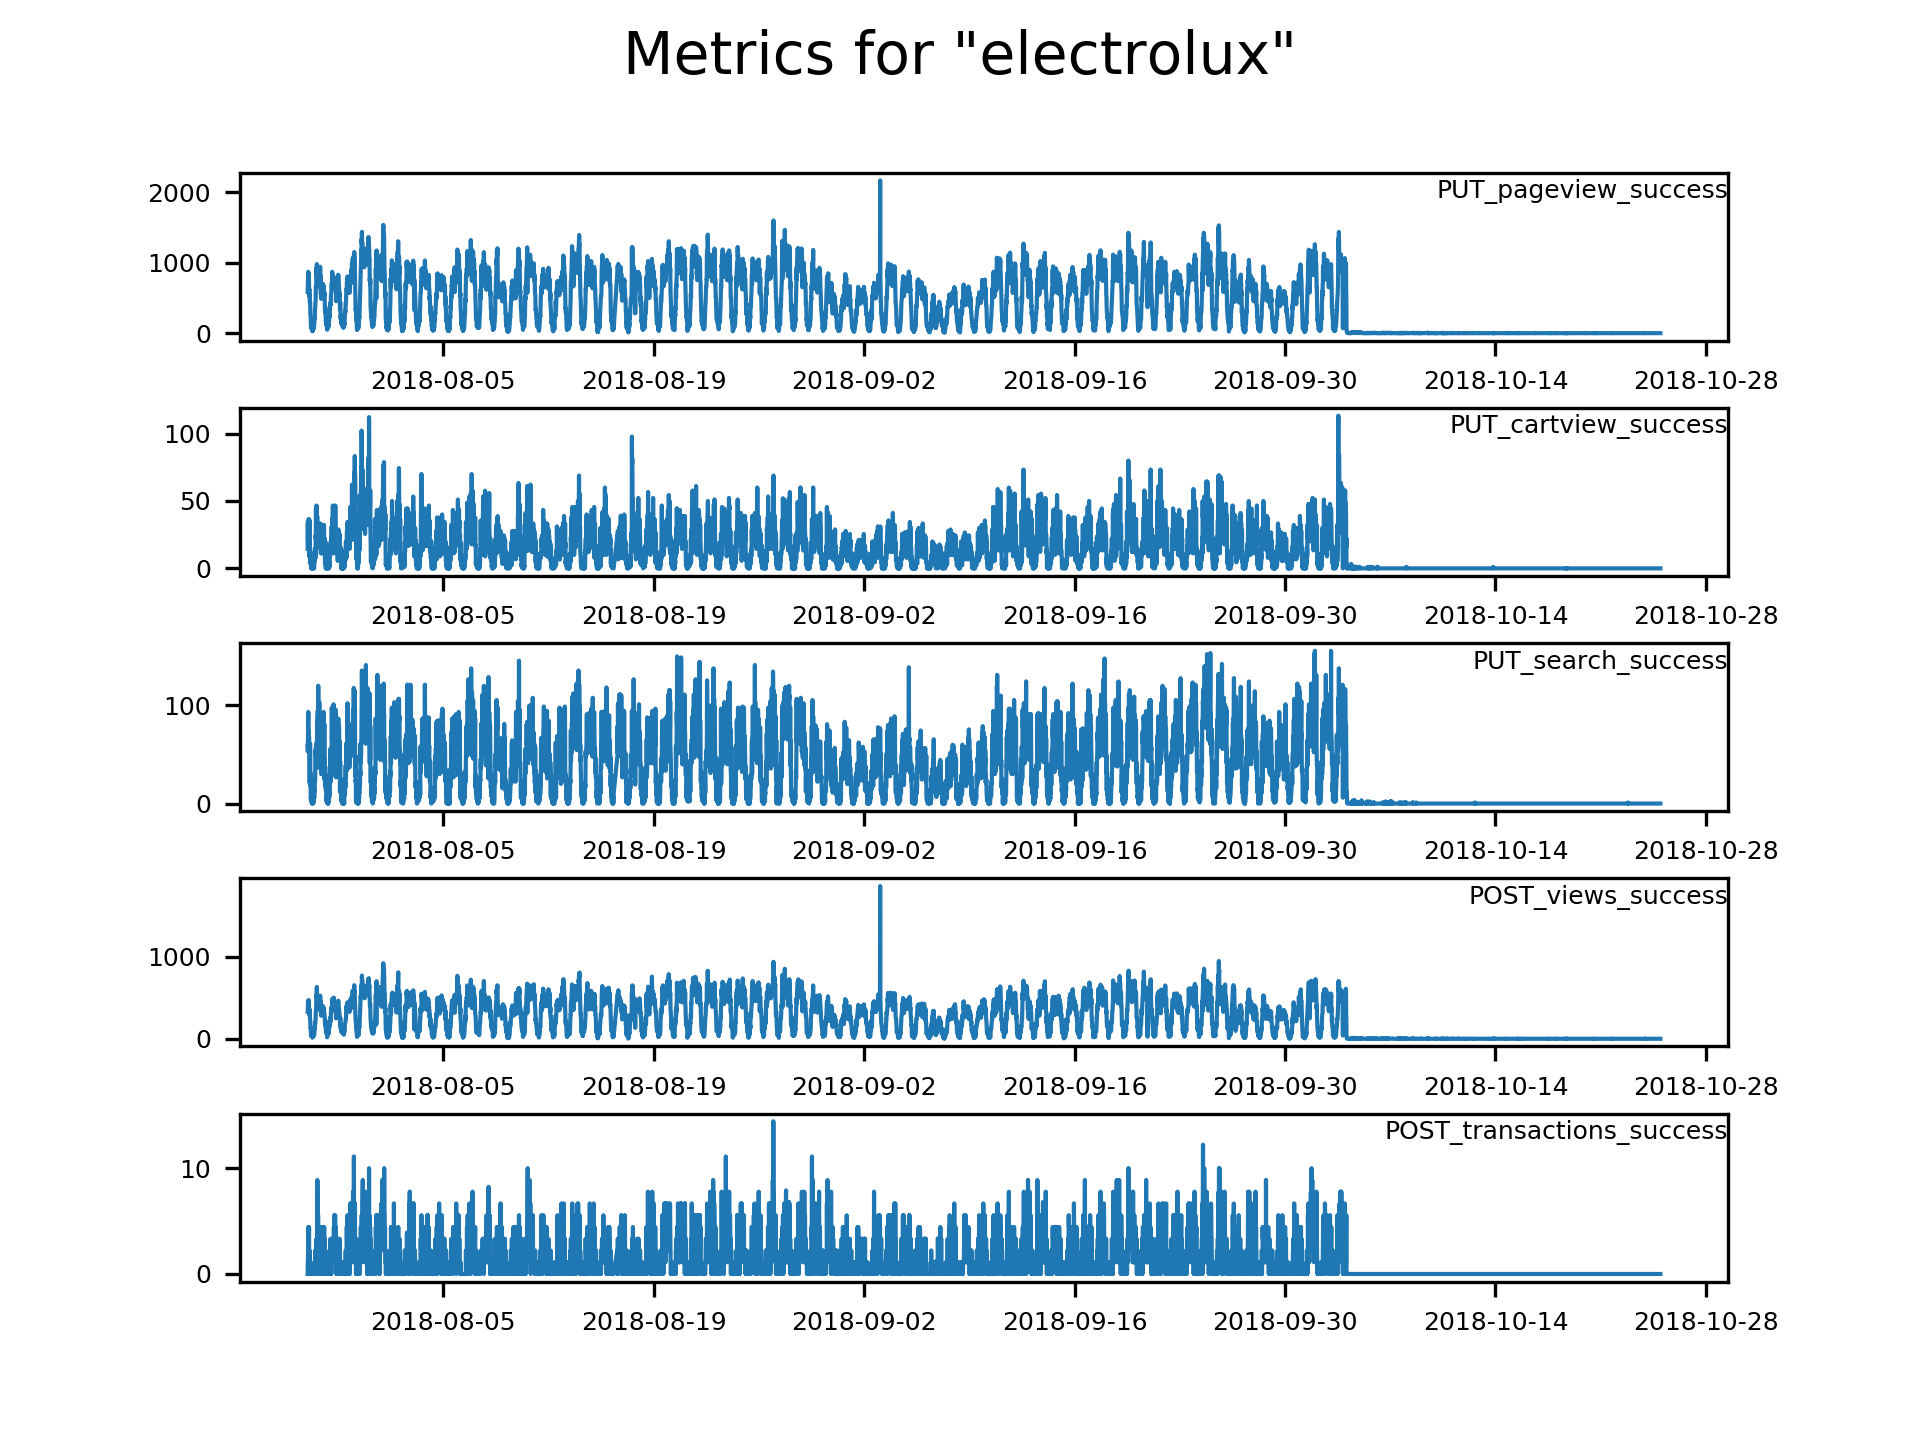 Metrics for "electrolux"
PUT_pageview_success
2000
1000
0
2018-08-05 2018-08-19 2018-09-02 2018-09-16 2018-09-30 2018-10-14 2018-10-28
PUT_cartview_success
100
50
0
2018-08-05 2018-08-19 2018-09-02 2018-09-16 2018-09-30 2018-10-14 2018-10-28
PUT_search_success
100
0
2018-08-05 2018-08-19 2018-09-02 2018-09-16 2018-09-30 2018-10-14 2018-10-28
POST_views_success
1000
0
2018-08-05 2018-08-19 2018-09-02 2018-09-16 2018-09-30 2018-10-14 2018-10-28
POST_transactions_success
10
0
2018-08-05 2018-08-19 2018-09-02 2018-09-16 2018-09-30 2018-10-14 2018-10-28